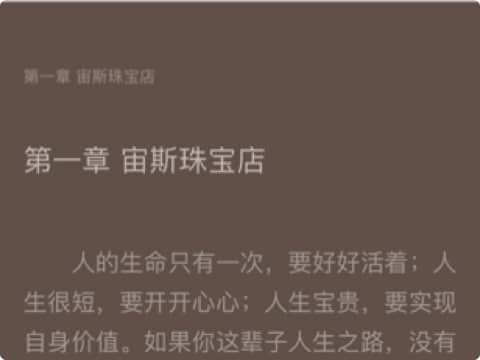 第一章 宙斯珠宝店
第一章 宙斯珠宝店
人的生命只有一次，要好好活着；人
生很短，要开开心心；人生宝贵，要实现
自身价值。如果你这辈子人生之路，没有